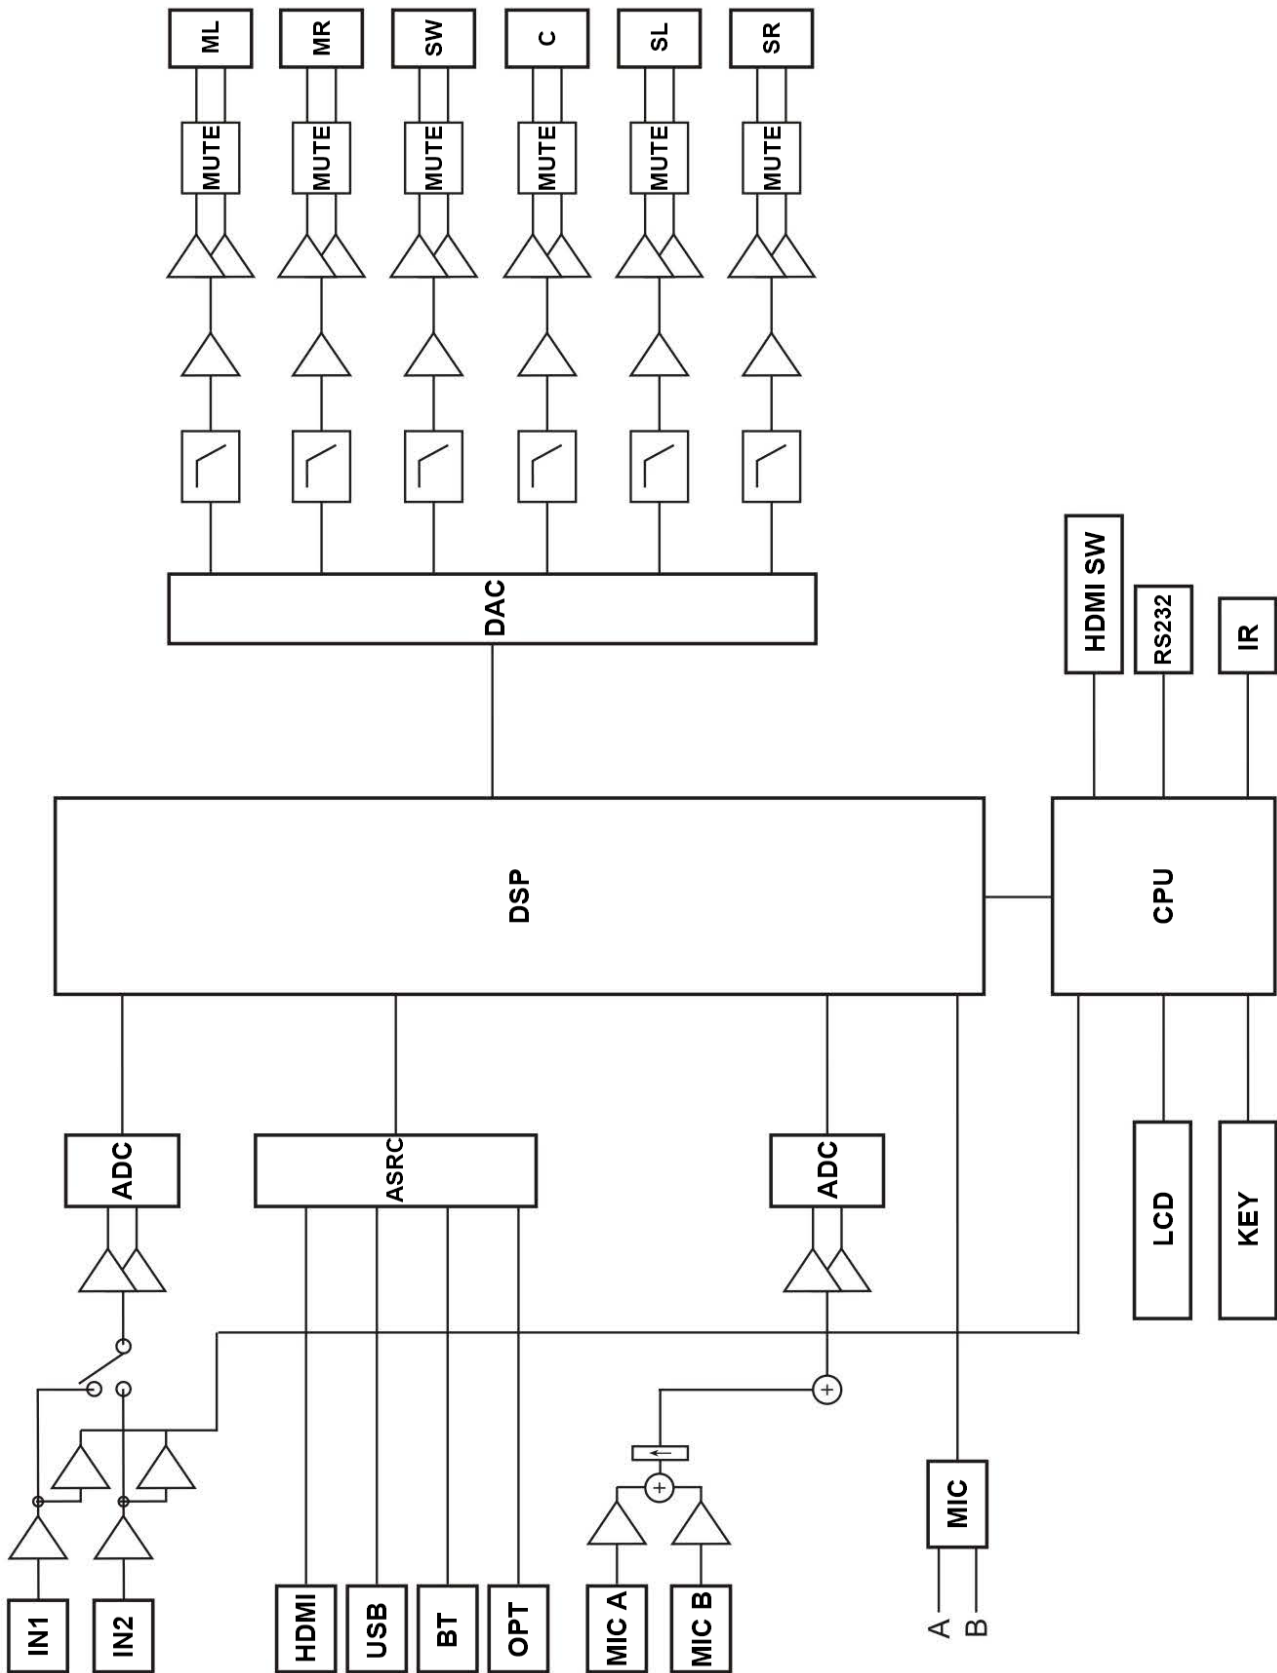 ML
MR
SW
C
SL
SR
MUTE
MUTE
MUTE
MUTE
MUTE
MUTE
DAC
HDMI SW
RS232
IR
DSP
CPU
ADC
ASRC
ADC
LCD
KEY
MIC
IN1
IN2
HDMI
USB
BT
OPT
MIC A
MIC B
A
B